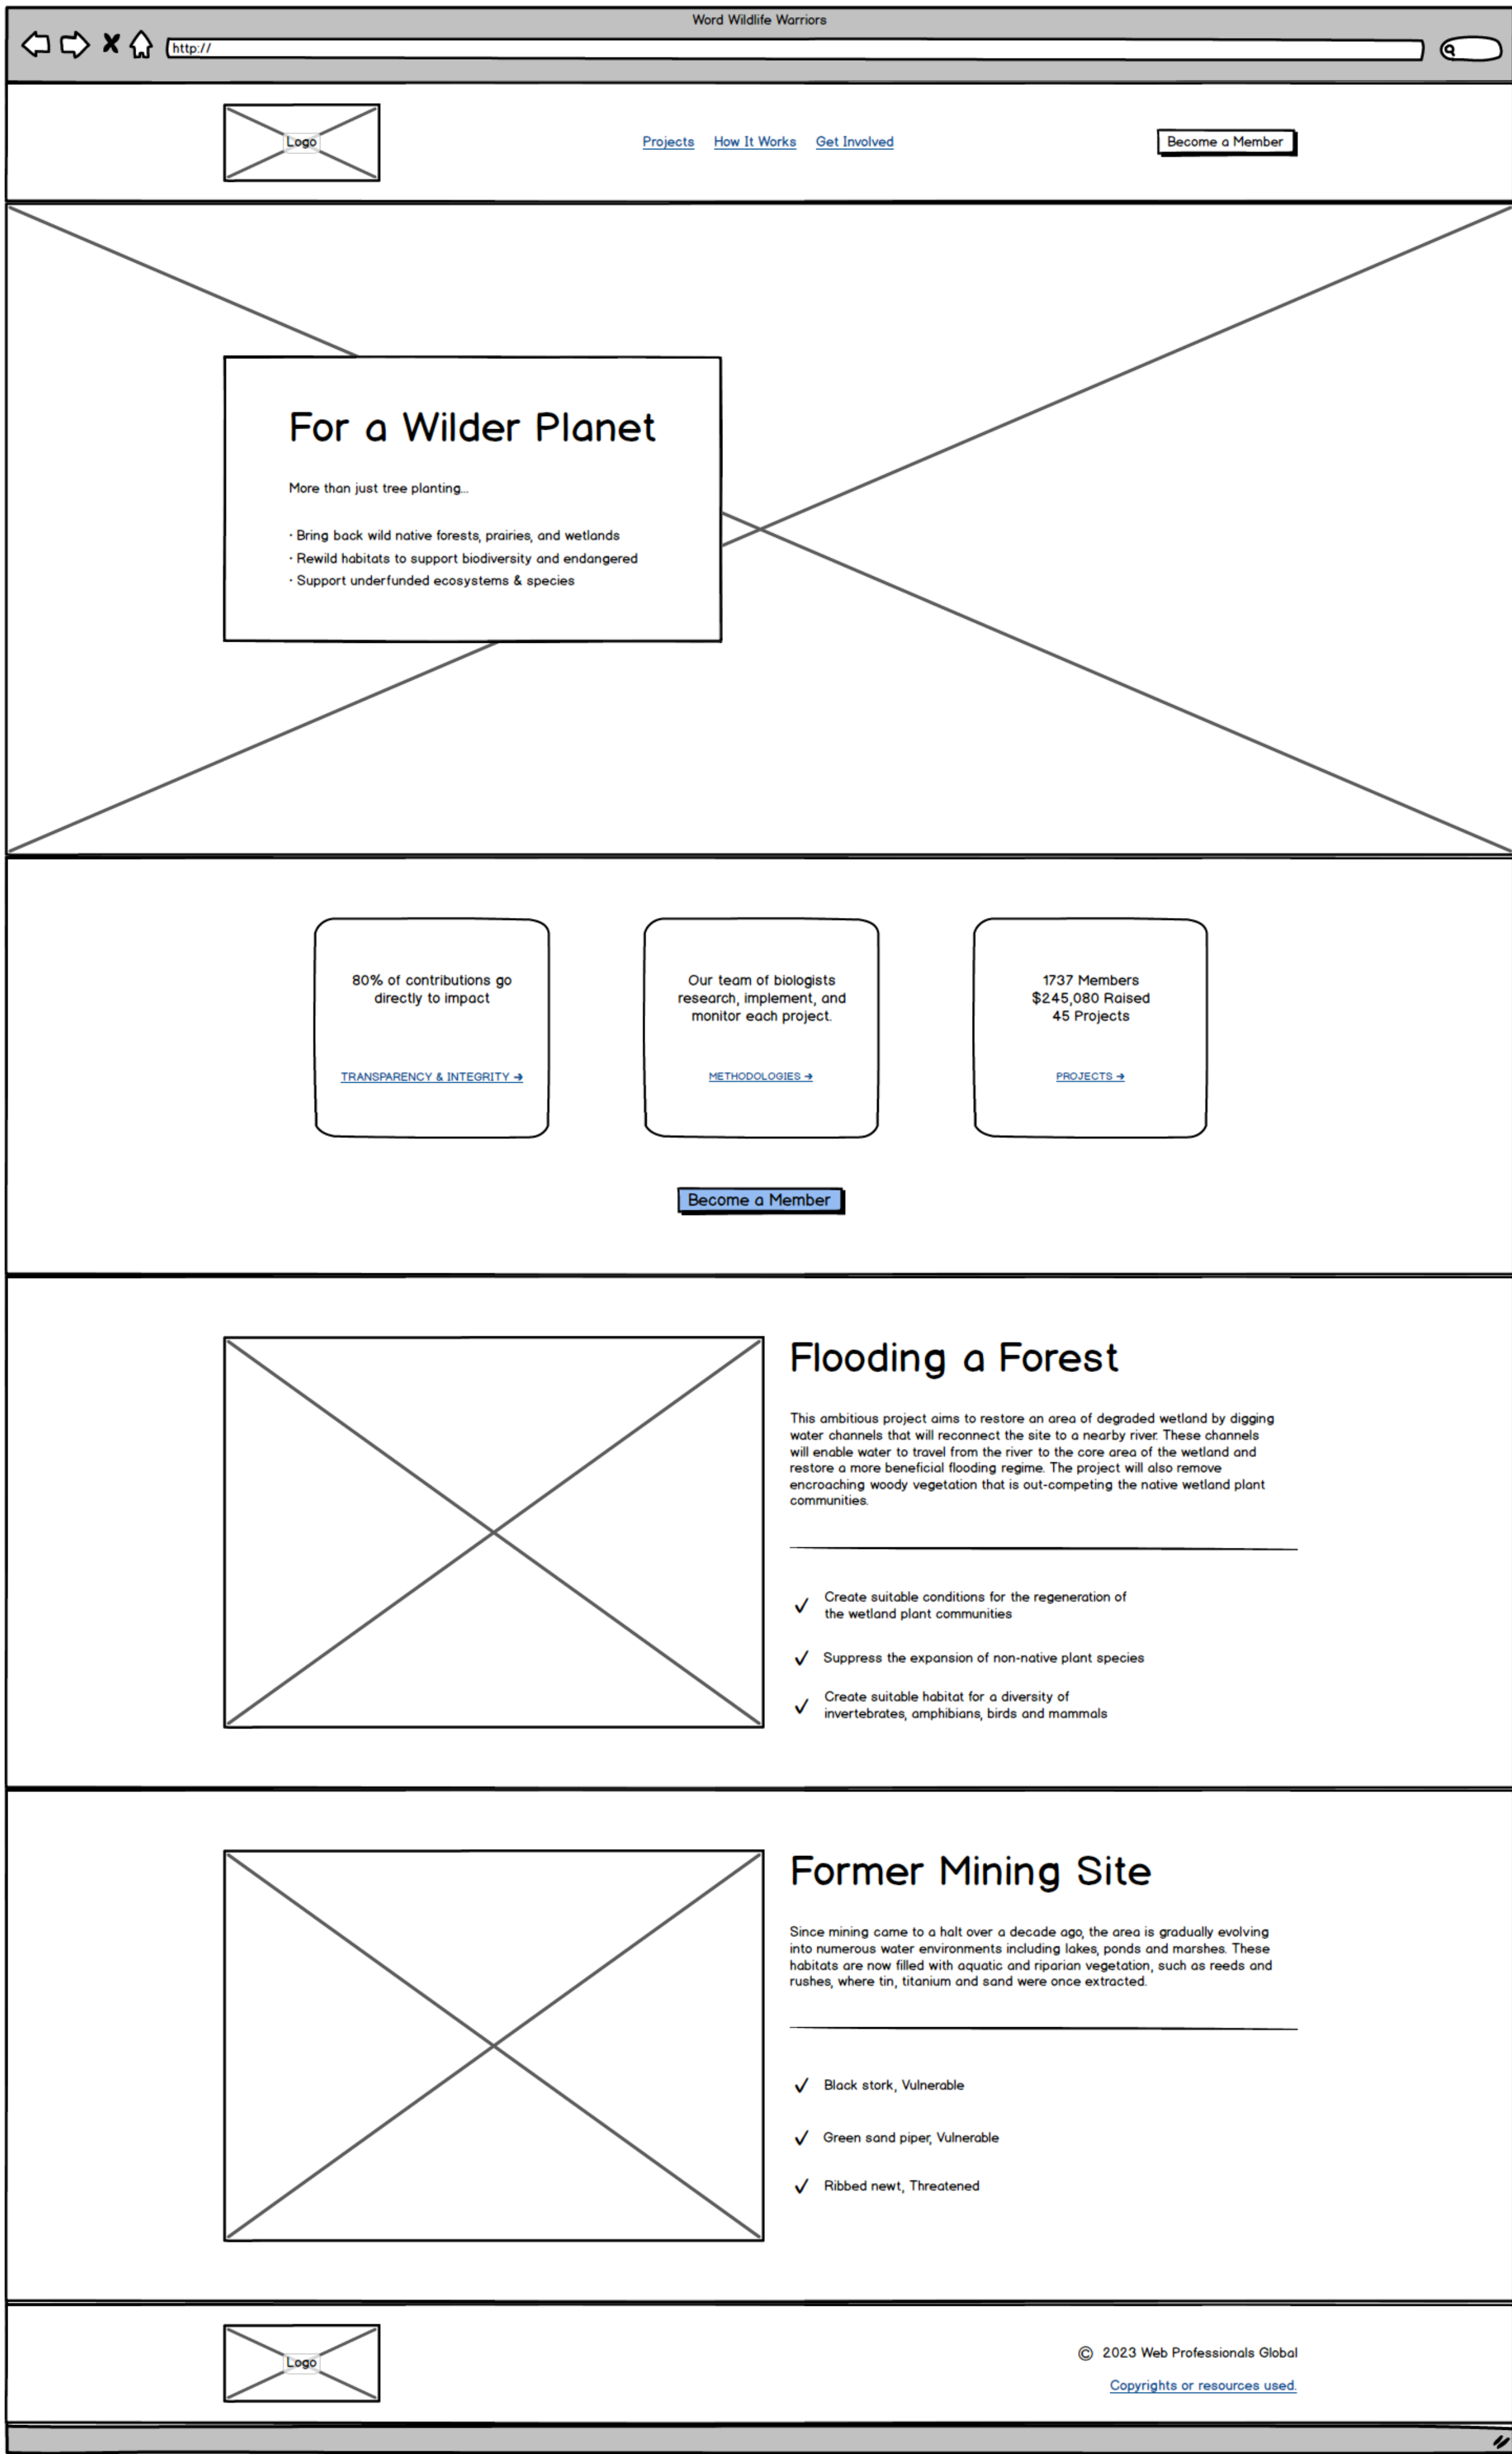 Word Wildlife Warriors
http://
Logo
Projects
How It Works
Get Involved
Become a Member
For a Wilder Planet
More than just tree planting...
· Bring back wild native forests, prairies, and wetlands
· Rewild habitats to support biodiversity and endangered
· Support underfunded ecosystems & species
80% of contributions go
directly to impact
TRANSPARENCY & INTEGRITY →
Our team of biologists
research, implement, and
monitor each project.
METHODOLOGIES →
1737 Members
$245,080 Raised
45 Projects
PROJECTS →
Become a Member
Flooding a Forest
This ambitious project aims to restore an area of degraded wetland by digging
water channels that will reconnect the site to a nearby river. These channels
will enable water to travel from the river to the core area of the wetland and
restore a more beneficial flooding regime. The project will also remove
encroaching woody vegetation that is out-competing the native wetland plant
communities.
✓ Create suitable conditions for the regeneration of
the wetland plant communities
✓ Suppress the expansion of non-native plant species
✓ Create suitable habitat for a diversity of
invertebrates, amphibians, birds and mammals
Former Mining Site
Since mining came to a halt over a decade ago, the area is gradually evolving
into numerous water environments including lakes, ponds and marshes. These
habitats are now filled with aquatic and riparian vegetation, such as reeds and
rushes, where tin, titanium and sand were once extracted.
✓ Black stork, Vulnerable
✓ Green sand piper, Vulnerable
✓ Ribbed newt, Threatened
Logo
© 2023 Web Professionals Global
Copyrights or resources used.